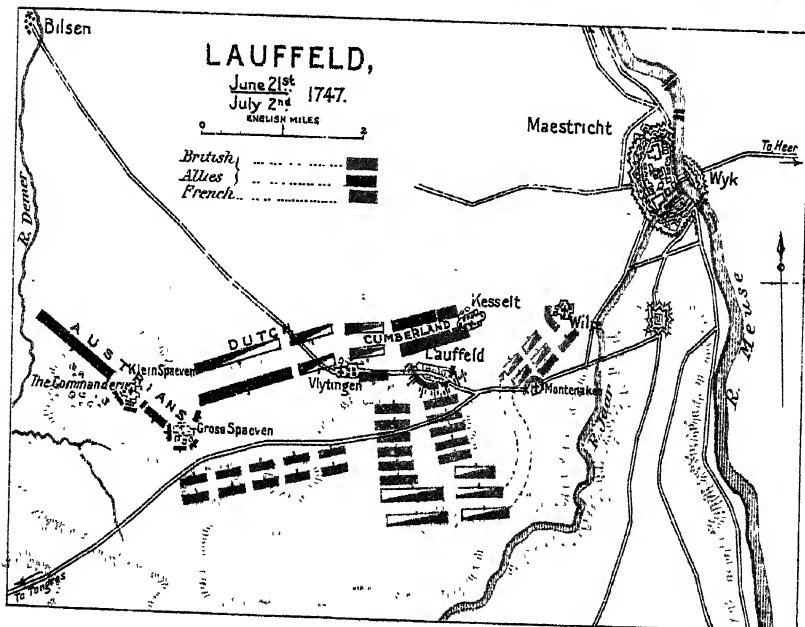 Bilsen
LAUFFELD,
June 21st
July 2nd 1747.
ENGLISH MILES
0 2
British
Allies
French
Maestricht
To Heer
Wyk
R. Demer
R. Meuse
Kesselt
DUTCH
CUMBERLAND
Wilre
AUSTRIANS
Klein Spaeven
Lauffeld
The Commanderie
Vlytingen
Montenaken
Gross Spaeven
R. Jaar
To Tongres